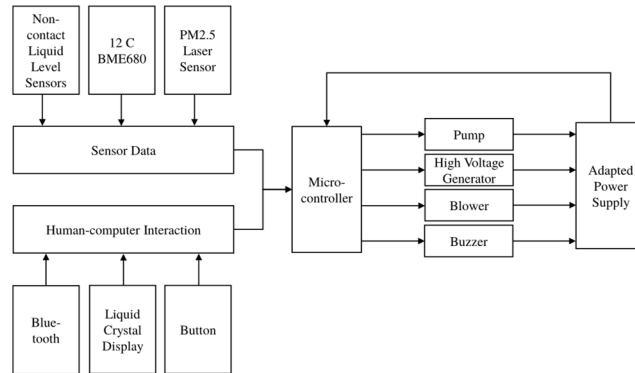 Non-
contact
Liquid
Level
Sensors
12 C
BME680
PM2.5
Laser
Sensor
Sensor Data
Human-computer Interaction
Blue-
tooth
Liquid
Crystal
Display
Button
Micro-
controller
Pump
High Voltage
Generator
Blower
Buzzer
Adapted
Power
Supply